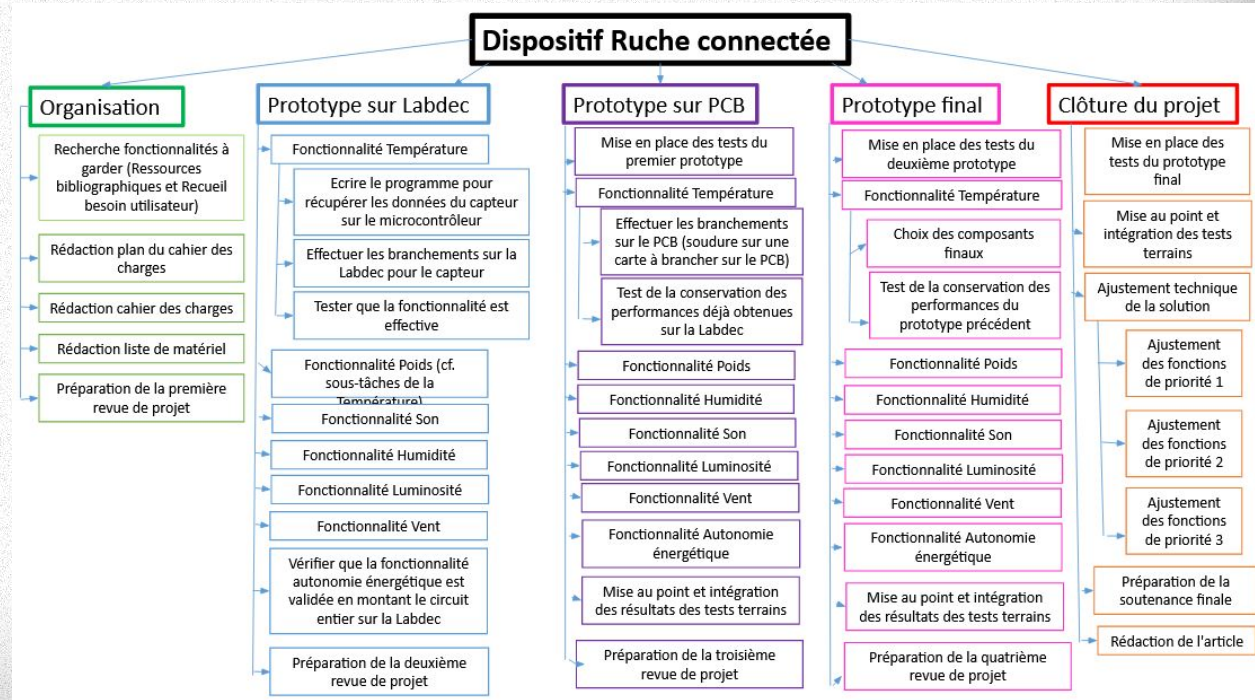 Dispositif Ruche connectée
Organisation
Recherche fonctionnalités à
garder (Ressources
bibliographiques et Recueil
besoin utilisateur)
Rédaction plan du cahier des
charges
Rédaction cahier des charges
Rédaction liste de matériel
Préparation de la première
revue de projet
Prototype sur Labdec
Fonctionnalité Température
Ecrire le programme pour
récupérer les données du capteur
sur le microcontrôleur
Effectuer les branchements sur la
Labdec pour le capteur
Tester que la fonctionnalité est
effective
Fonctionnalité Poids (cf.
sous-tâches de la
Température)
Fonctionnalité Son
Fonctionnalité Humidité
Fonctionnalité Luminosité
Fonctionnalité Vent
Vérifier que la fonctionnalité
autonomie énergétique est
validée en montant le circuit
entier sur la Labdec
Préparation de la deuxième
revue de projet
Prototype sur PCB
Mise en place des tests du
premier prototype
Fonctionnalité Température
Effectuer les branchements
sur le PCB (soudure sur une
carte à brancher sur le PCB)
Test de la conservation des
performances déjà obtenues
sur la Labdec
Fonctionnalité Poids
Fonctionnalité Humidité
Fonctionnalité Son
Fonctionnalité Luminosité
Fonctionnalité Vent
Fonctionnalité Autonomie
énergétique
Mise au point et intégration
des résultats des tests terrains
Préparation de la troisième
revue de projet
Prototype final
Mise en place des tests du
deuxième prototype
Fonctionnalité Température
Choix des composants
finaux
Test de la conservation des
performances du
prototype précédent
Fonctionnalité Poids
Fonctionnalité Humidité
Fonctionnalité Son
Fonctionnalité Luminosité
Fonctionnalité Vent
Fonctionnalité Autonomie
énergétique
Mise au point et intégration
des résultats des tests terrains
Préparation de la quatrième
revue de projet
Clôture du projet
Mise en place des
tests du prototype
final
Mise au point et
intégration des tests
terrains
Ajustement technique
de la solution
Ajustement
des fonctions
de priorité 1
Ajustement
des fonctions
de priorité 2
Ajustement
des fonctions
de priorité 3
Préparation de la
soutenance finale
Rédaction de l'article